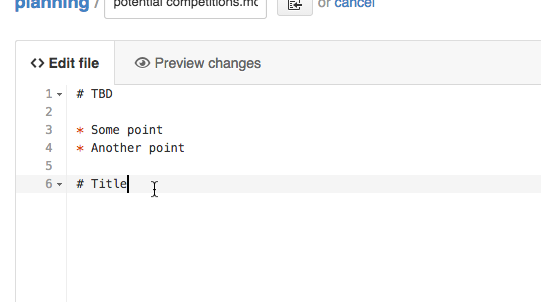 planning / potential competitions.md or cancel
<> Edit file Preview changes
1 # TBD
2
3 * Some point
4 * Another point
5
6 # Title